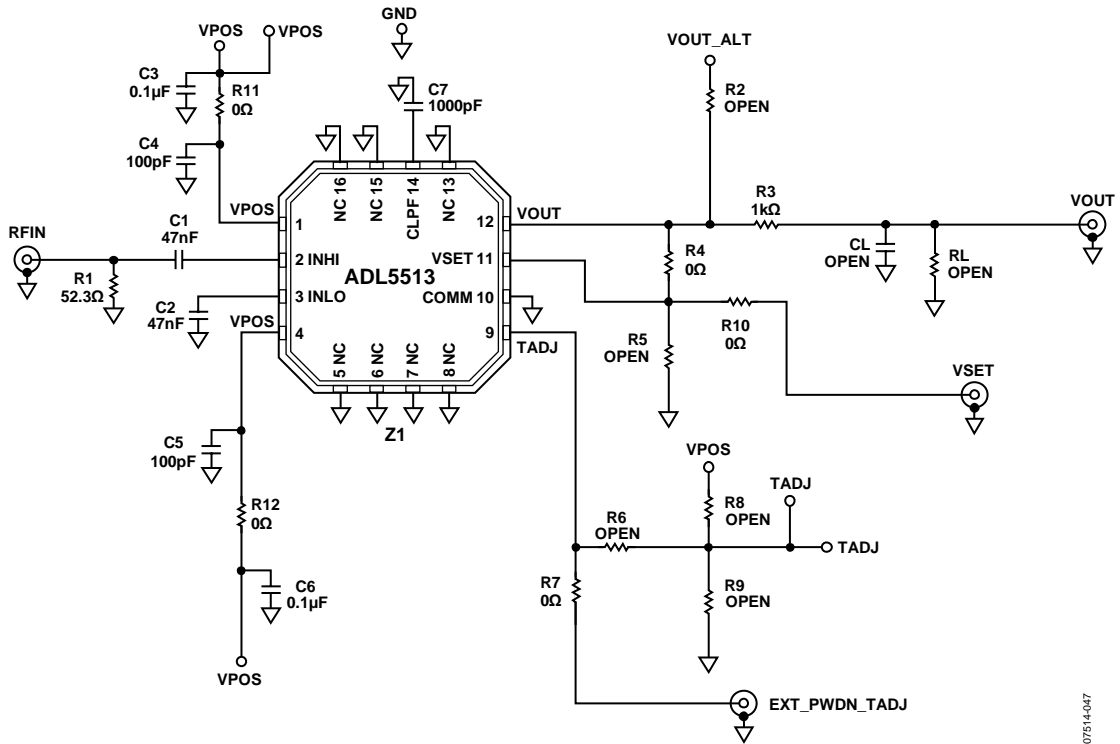 GND
VPOS
VPOS
C3
0.1µF
R11
0Ω
C4
100pF
C7
1000pF
VOUT_ALT
R2
OPEN
NC 16
NC 15
CLPF 14
NC 13
VPOS
1
RFIN
C1
47nF
R1
52.3Ω
2 INHI
C2
47nF
3 INLO
VPOS
4
ADL5513
12
VOUT
VSET 11
COMM 10
9
TADJ
5 NC
6 NC
7 NC
8 NC
Z1
R3
1kΩ
VOUT
R4
0Ω
CL
OPEN
RL
OPEN
R5
OPEN
R10
0Ω
VSET
C5
100pF
R12
0Ω
C6
0.1µF
VPOS
VPOS
TADJ
R8
OPEN
R6
OPEN
TADJ
R7
0Ω
R9
OPEN
EXT_PWDN_TADJ
07514-047